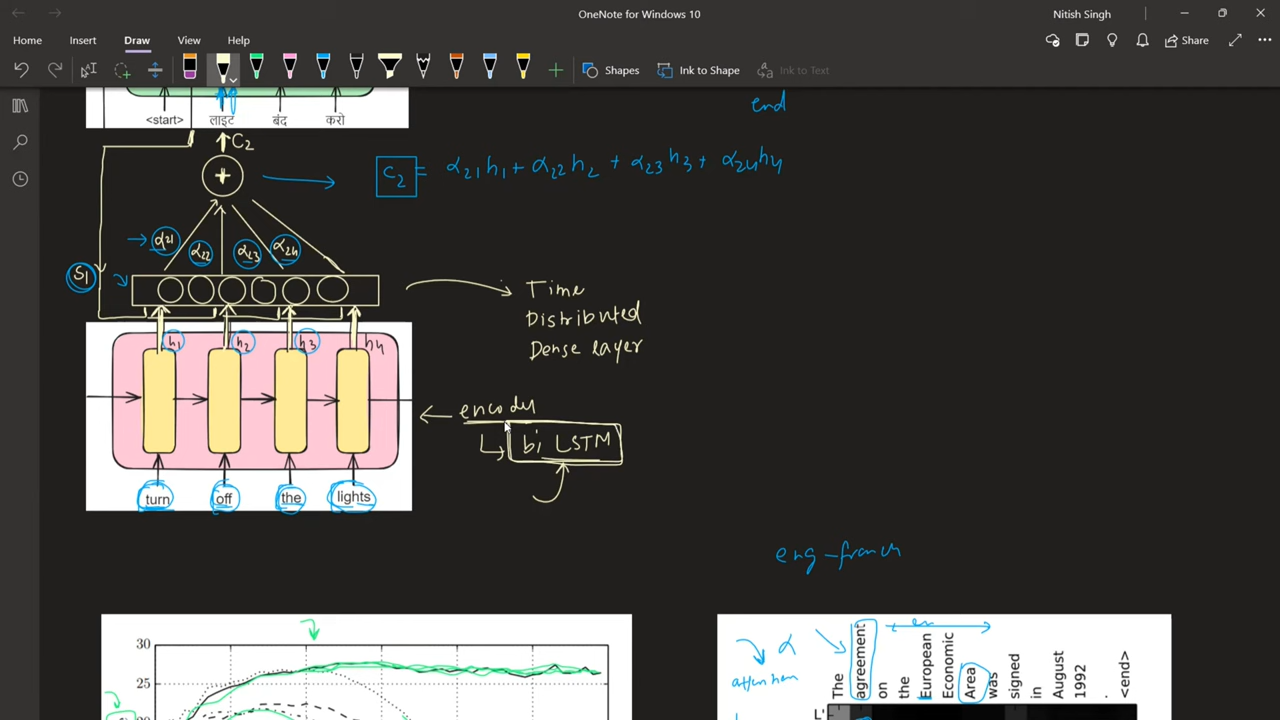 OneNote for Windows 10
Nitish Singh
Home Insert Draw View Help
Share
Shapes
Ink to Shape
Ink to Text
<start> लाइट बंद करो
end
C2
+
C2 = α21h1 + α22h2 + α23h3 + α24h4
α21 α22 α23 α24
S1
Time
Distributed
Dense layer
h1 h2 h3 h4
encoder
bi LSTM
turn off the lights
eng-french
30
25
α
attention
en
The
agreement
on
the
European
Economic
Area
was
signed
in
August
1992
.
<end>
L'